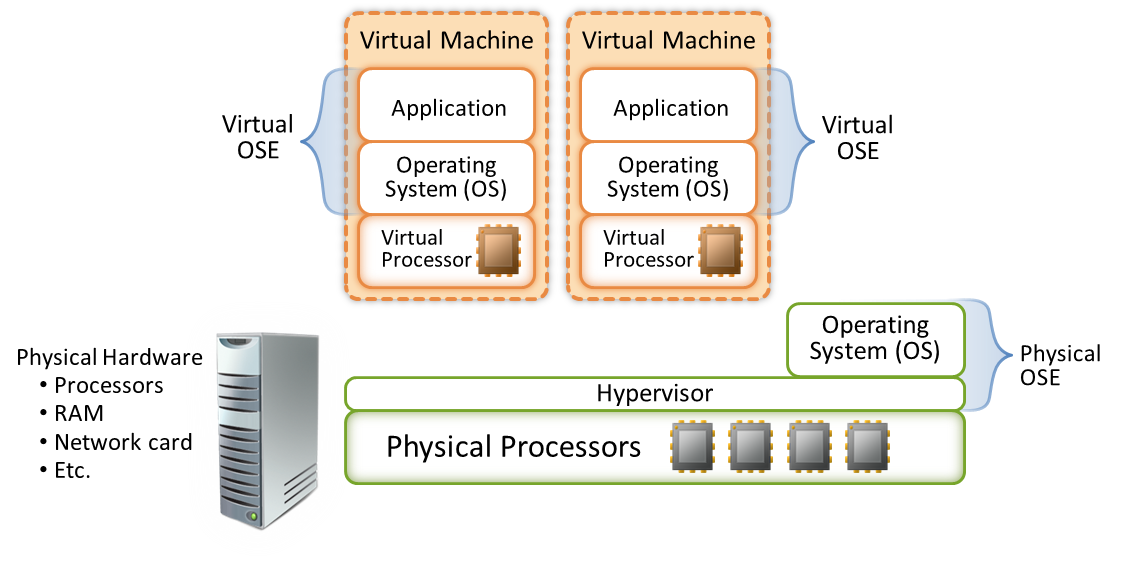 Virtual Machine
Virtual Machine
Virtual
OSE
Application
Application
Virtual
OSE
Operating
System (OS)
Operating
System (OS)
Virtual
Processor
Virtual
Processor
Physical Hardware
• Processors
• RAM
• Network card
• Etc.
Operating
System (OS)
Physical
OSE
Hypervisor
Physical Processors